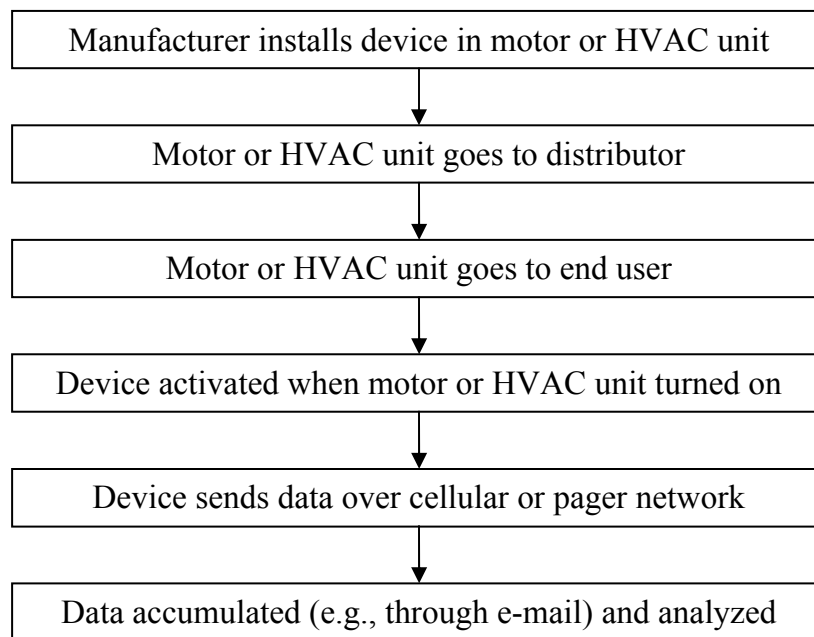 Manufacturer installs device in motor or HVAC unit
Motor or HVAC unit goes to distributor
Motor or HVAC unit goes to end user
Device activated when motor or HVAC unit turned on
Device sends data over cellular or pager network
Data accumulated (e.g., through e-mail) and analyzed